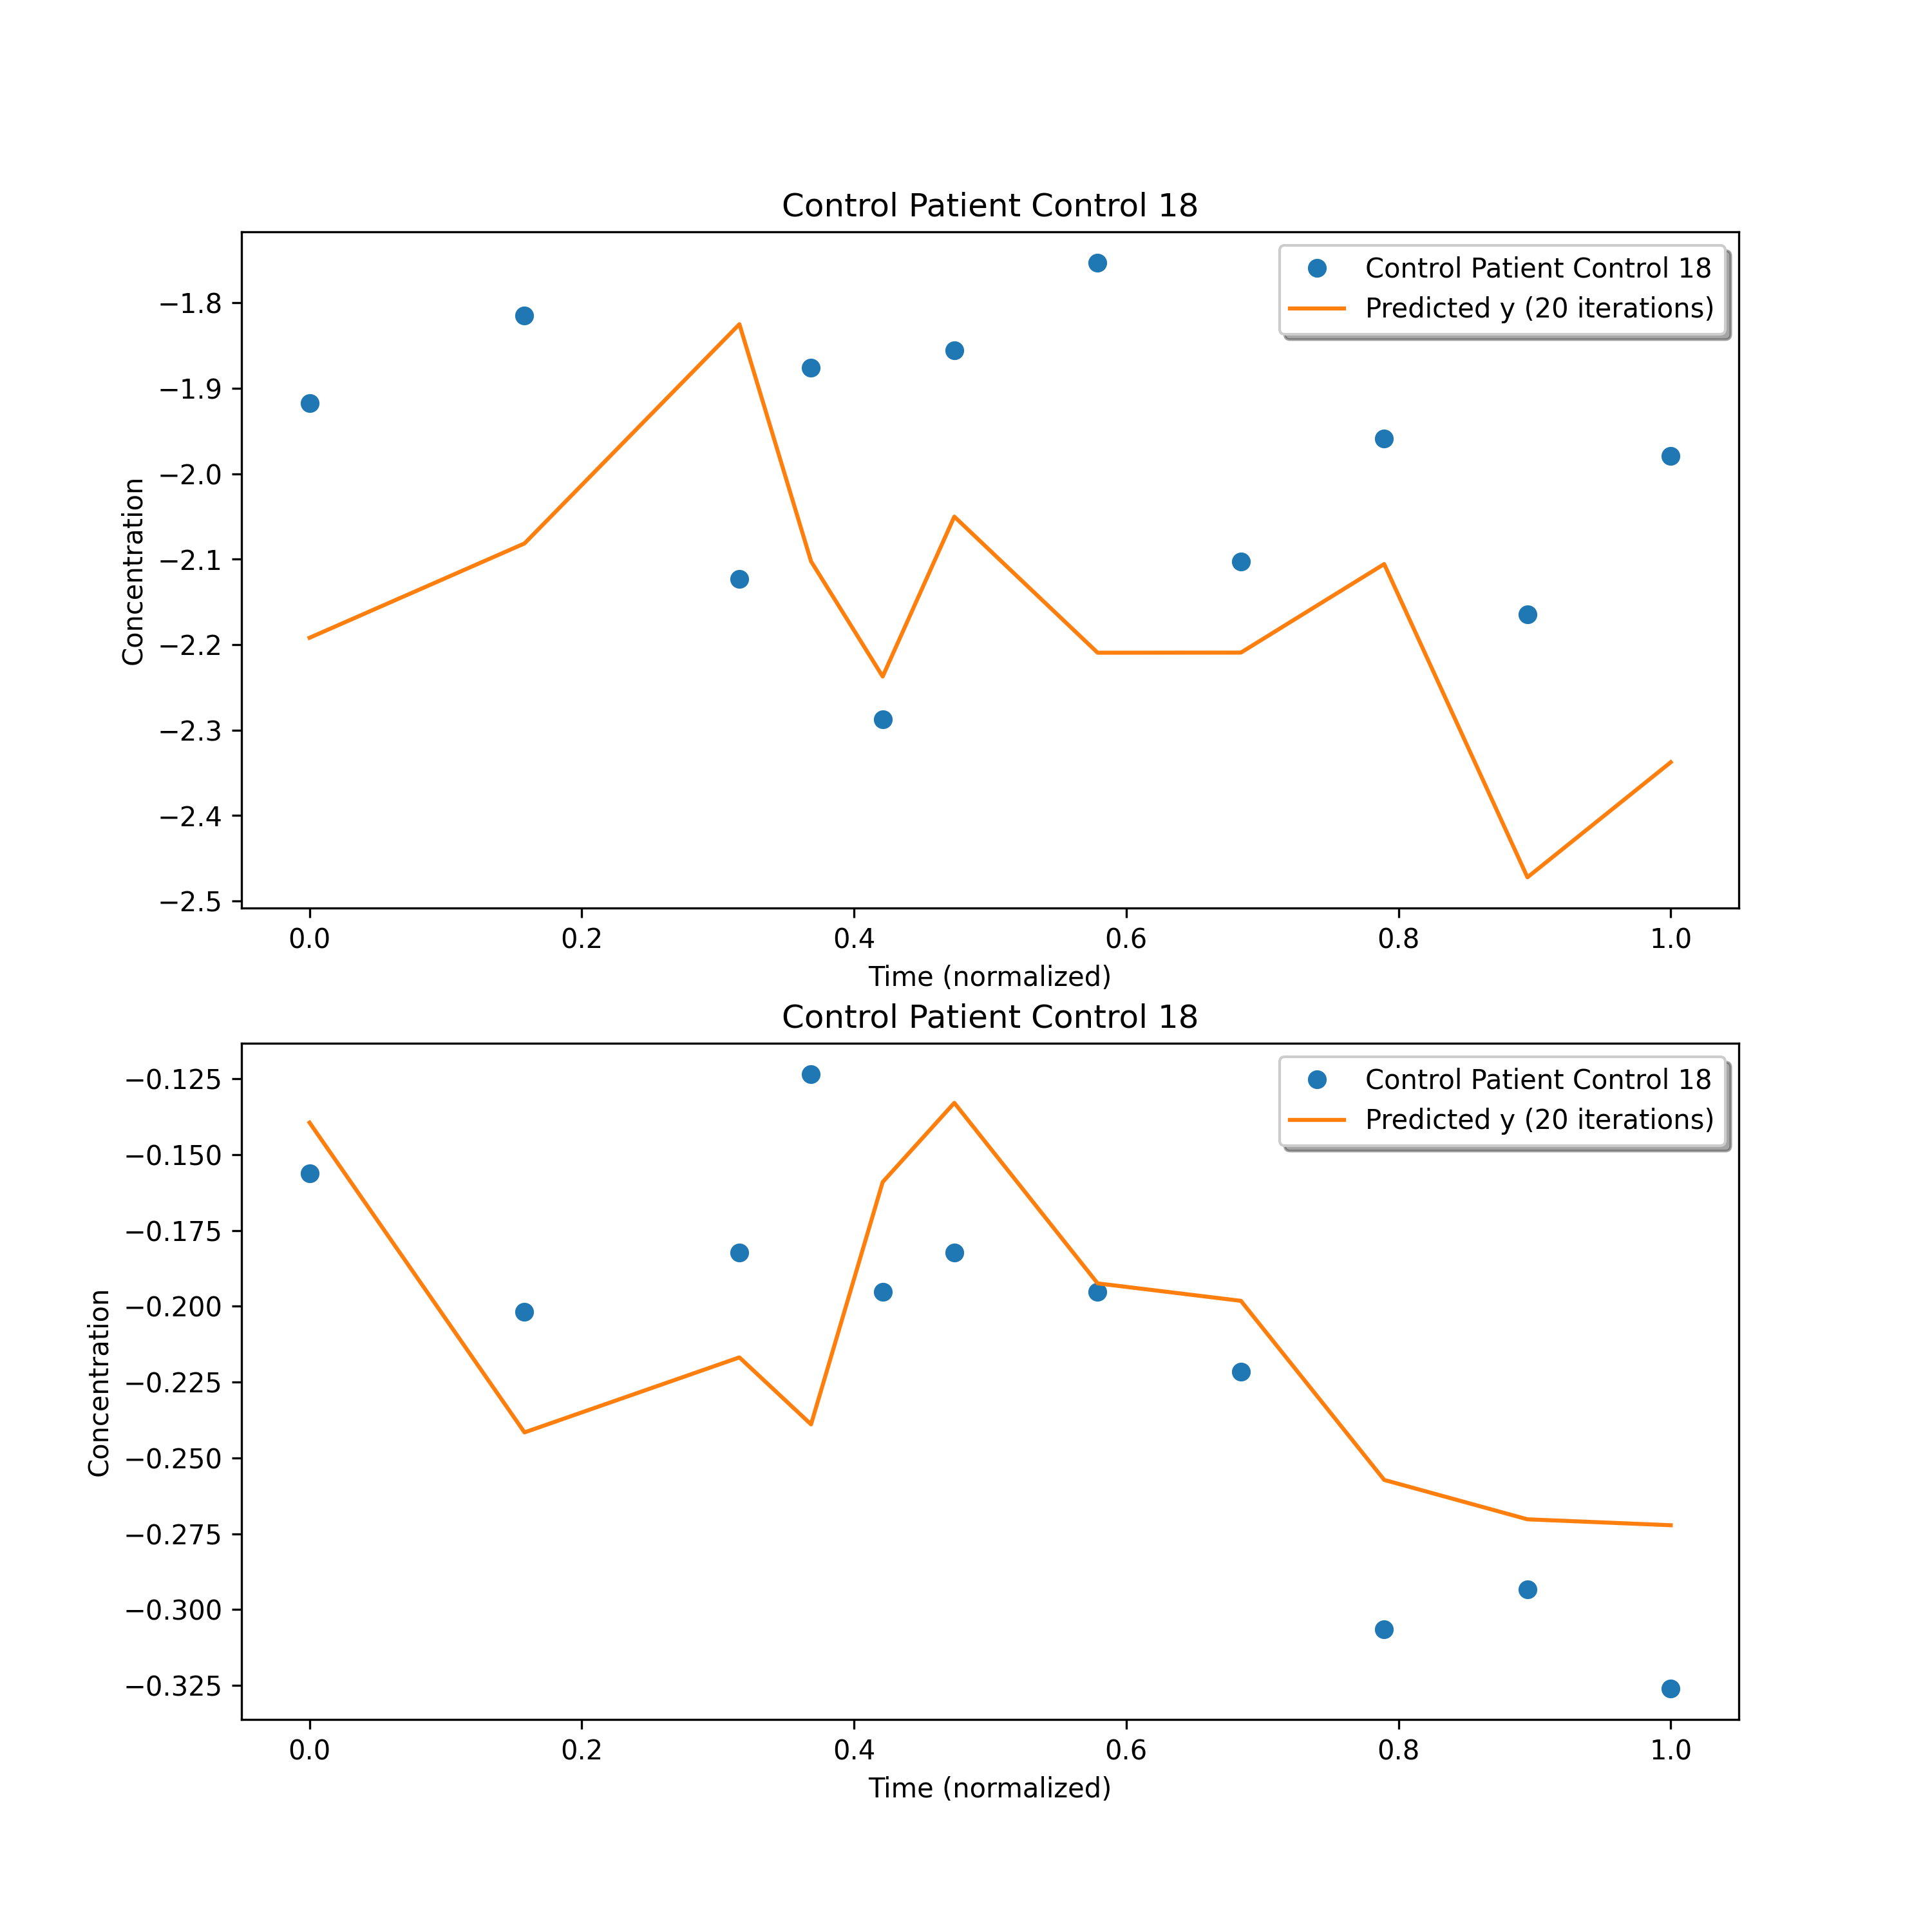 Control Patient Control 18
Control Patient Control 18
Predicted y (20 iterations)
−1.8
−1.9
−2.0
−2.1
−2.2
−2.3
−2.4
−2.5
Concentration
0.0 0.2 0.4 0.6 0.8 1.0
Time (normalized)
Control Patient Control 18
Control Patient Control 18
Predicted y (20 iterations)
−0.125
−0.150
−0.175
−0.200
−0.225
−0.250
−0.275
−0.300
−0.325
Concentration
0.0 0.2 0.4 0.6 0.8 1.0
Time (normalized)